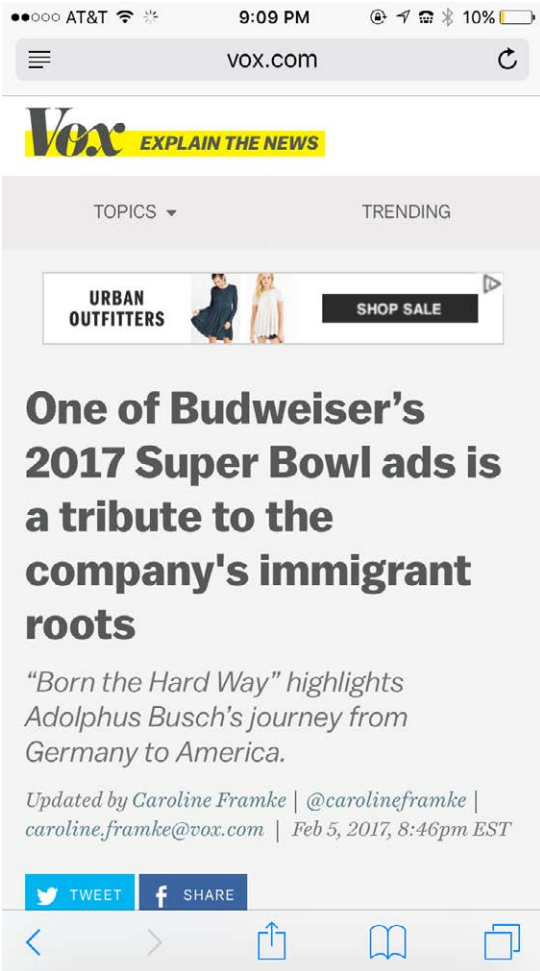 AT&T 9:09 PM 10%
vox.com
Vox EXPLAIN THE NEWS
TOPICS TRENDING
URBAN
OUTFITTERS
SHOP SALE
One of Budweiser’s
2017 Super Bowl ads is
a tribute to the
company's immigrant
roots
“Born the Hard Way” highlights
Adolphus Busch’s journey from
Germany to America.
Updated by Caroline Framke | @carolineframke |
caroline.framke@vox.com | Feb 5, 2017, 8:46pm EST
TWEET f SHARE